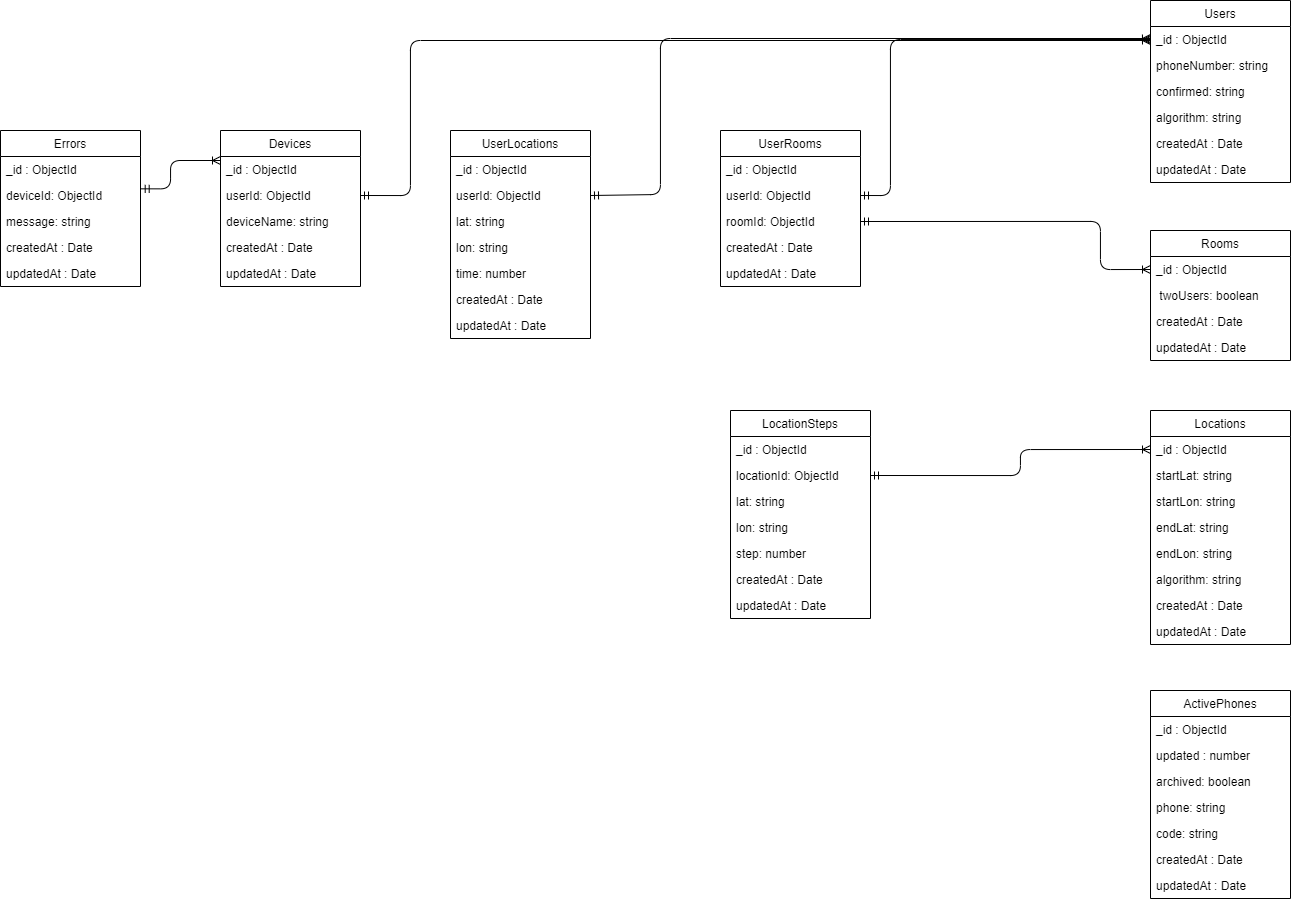 Users
_id : ObjectId
phoneNumber: string
confirmed: string
algorithm: string
createdAt : Date
updatedAt : Date
Errors
_id : ObjectId
deviceId: ObjectId
message: string
createdAt : Date
updatedAt : Date
Devices
_id : ObjectId
userId: ObjectId
deviceName: string
createdAt : Date
updatedAt : Date
UserLocations
_id : ObjectId
userId: ObjectId
lat: string
lon: string
time: number
createdAt : Date
updatedAt : Date
UserRooms
_id : ObjectId
userId: ObjectId
roomId: ObjectId
createdAt : Date
updatedAt : Date
Rooms
_id : ObjectId
twoUsers: boolean
createdAt : Date
updatedAt : Date
LocationSteps
_id : ObjectId
locationId: ObjectId
lat: string
lon: string
step: number
createdAt : Date
updatedAt : Date
Locations
_id : ObjectId
startLat: string
startLon: string
endLat: string
endLon: string
algorithm: string
createdAt : Date
updatedAt : Date
ActivePhones
_id : ObjectId
updated : number
archived: boolean
phone: string
code: string
createdAt : Date
updatedAt : Date